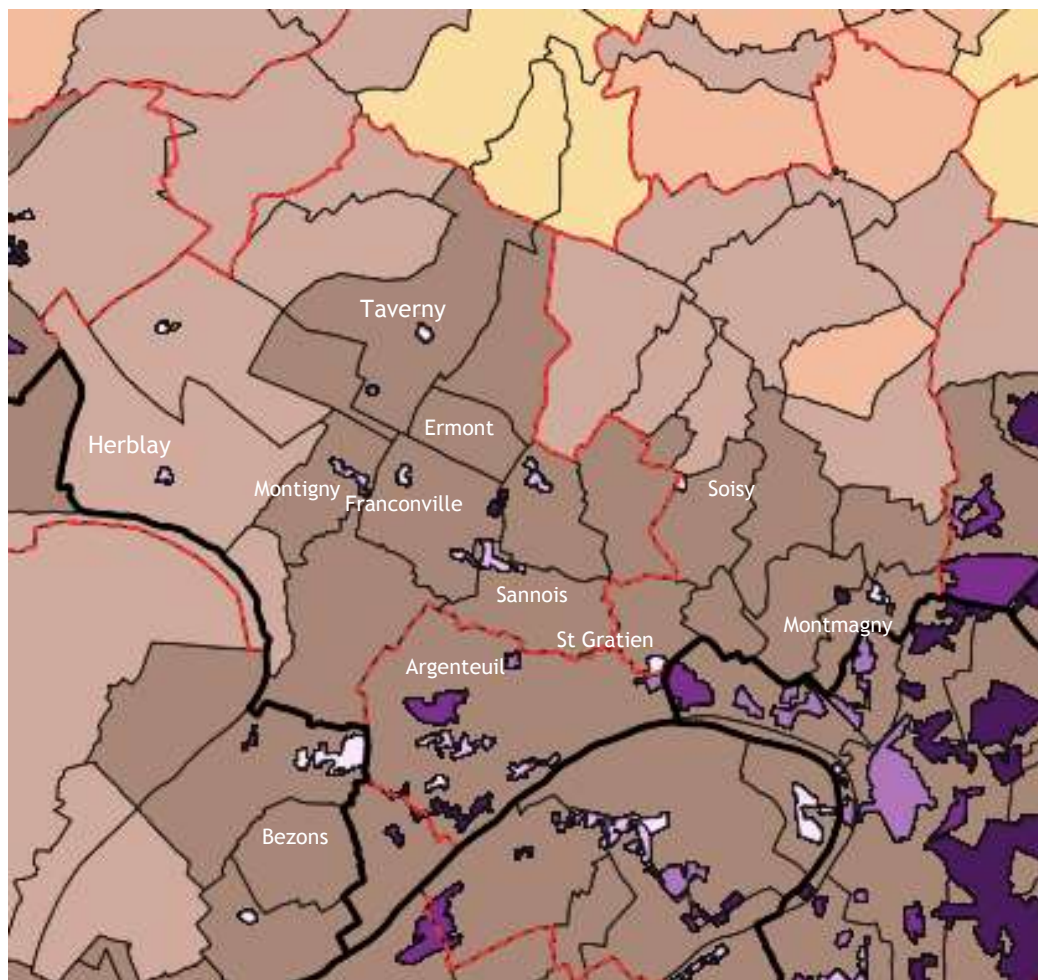 Taverny
Ermont
Herblay
Montigny
Franconville
Soisy
Sannois
Montmagny
St Gratien
Argenteuil
Bezons